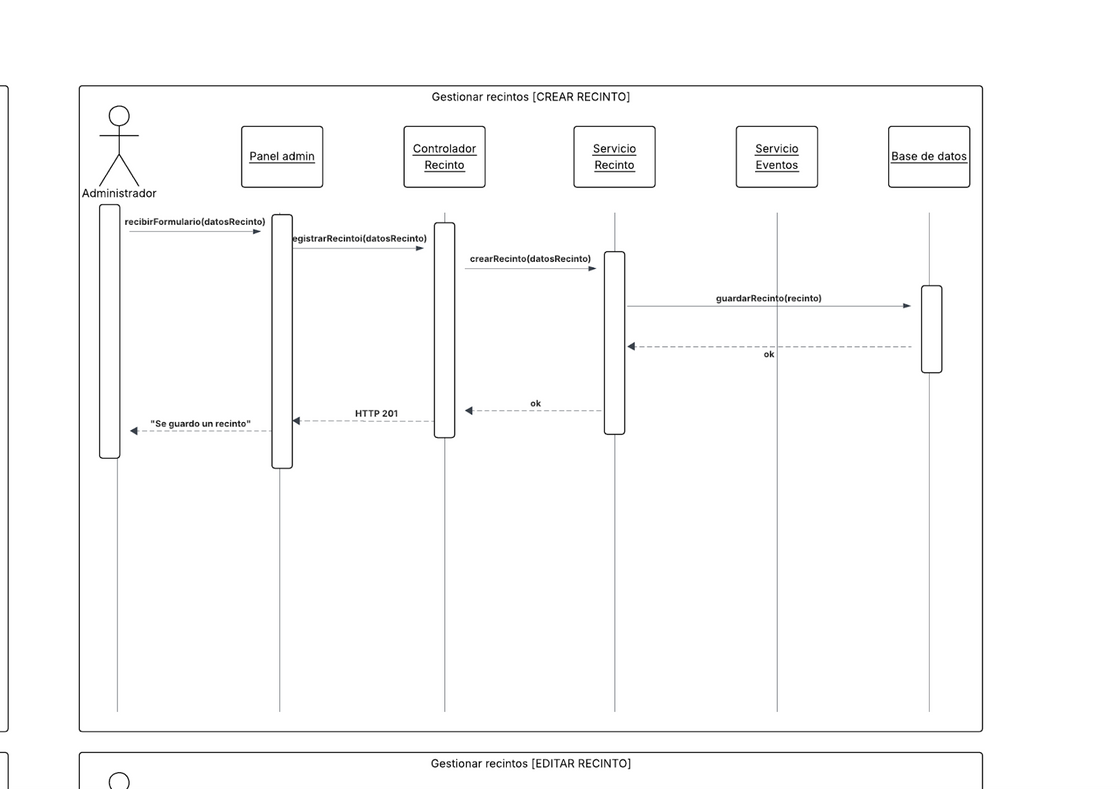 Gestionar recintos [CREAR RECINTO]
Administrador
Panel admin
Controlador
Recinto
Servicio
Recinto
Servicio
Eventos
Base de datos
recibirFormulario(datosRecinto)
egistrarRecintoi(datosRecinto)
crearRecinto(datosRecinto)
guardarRecinto(recinto)
ok
ok
HTTP 201
"Se guardo un recinto"
Gestionar recintos [EDITAR RECINTO]